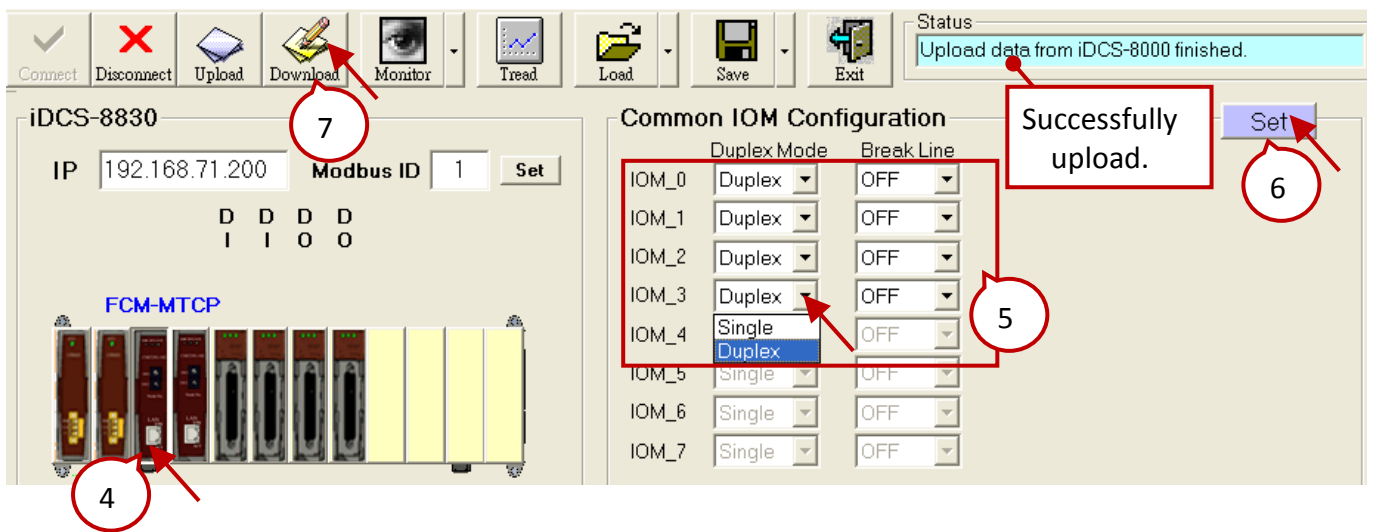 Connect Disconnect Upload Download Monitor Tread Load Save Exit
Status
Upload data from iDCS-8000 finished.
7
Successfully
upload.
iDCS-8830
IP 192.168.71.200 Modbus ID 1 Set
D D D D
I I O O
FCM-MTCP
4
Common IOM Configuration
Set
6
Duplex Mode Break Line
IOM_0 Duplex OFF
IOM_1 Duplex OFF
IOM_2 Duplex OFF
IOM_3 Duplex OFF
IOM_4 Single OFF
Duplex
IOM_5 Single OFF
IOM_6 Single OFF
IOM_7 Single OFF
5